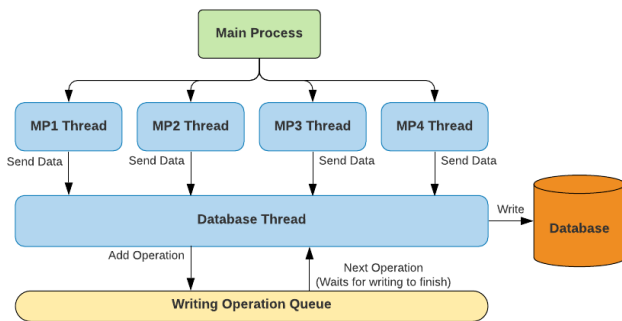 Main Process
MP1 Thread
MP2 Thread
MP3 Thread
MP4 Thread
Send Data
Send Data
Send Data
Send Data
Database Thread
Write
Database
Add Operation
Next Operation
(Waits for writing to finish)
Writing Operation Queue